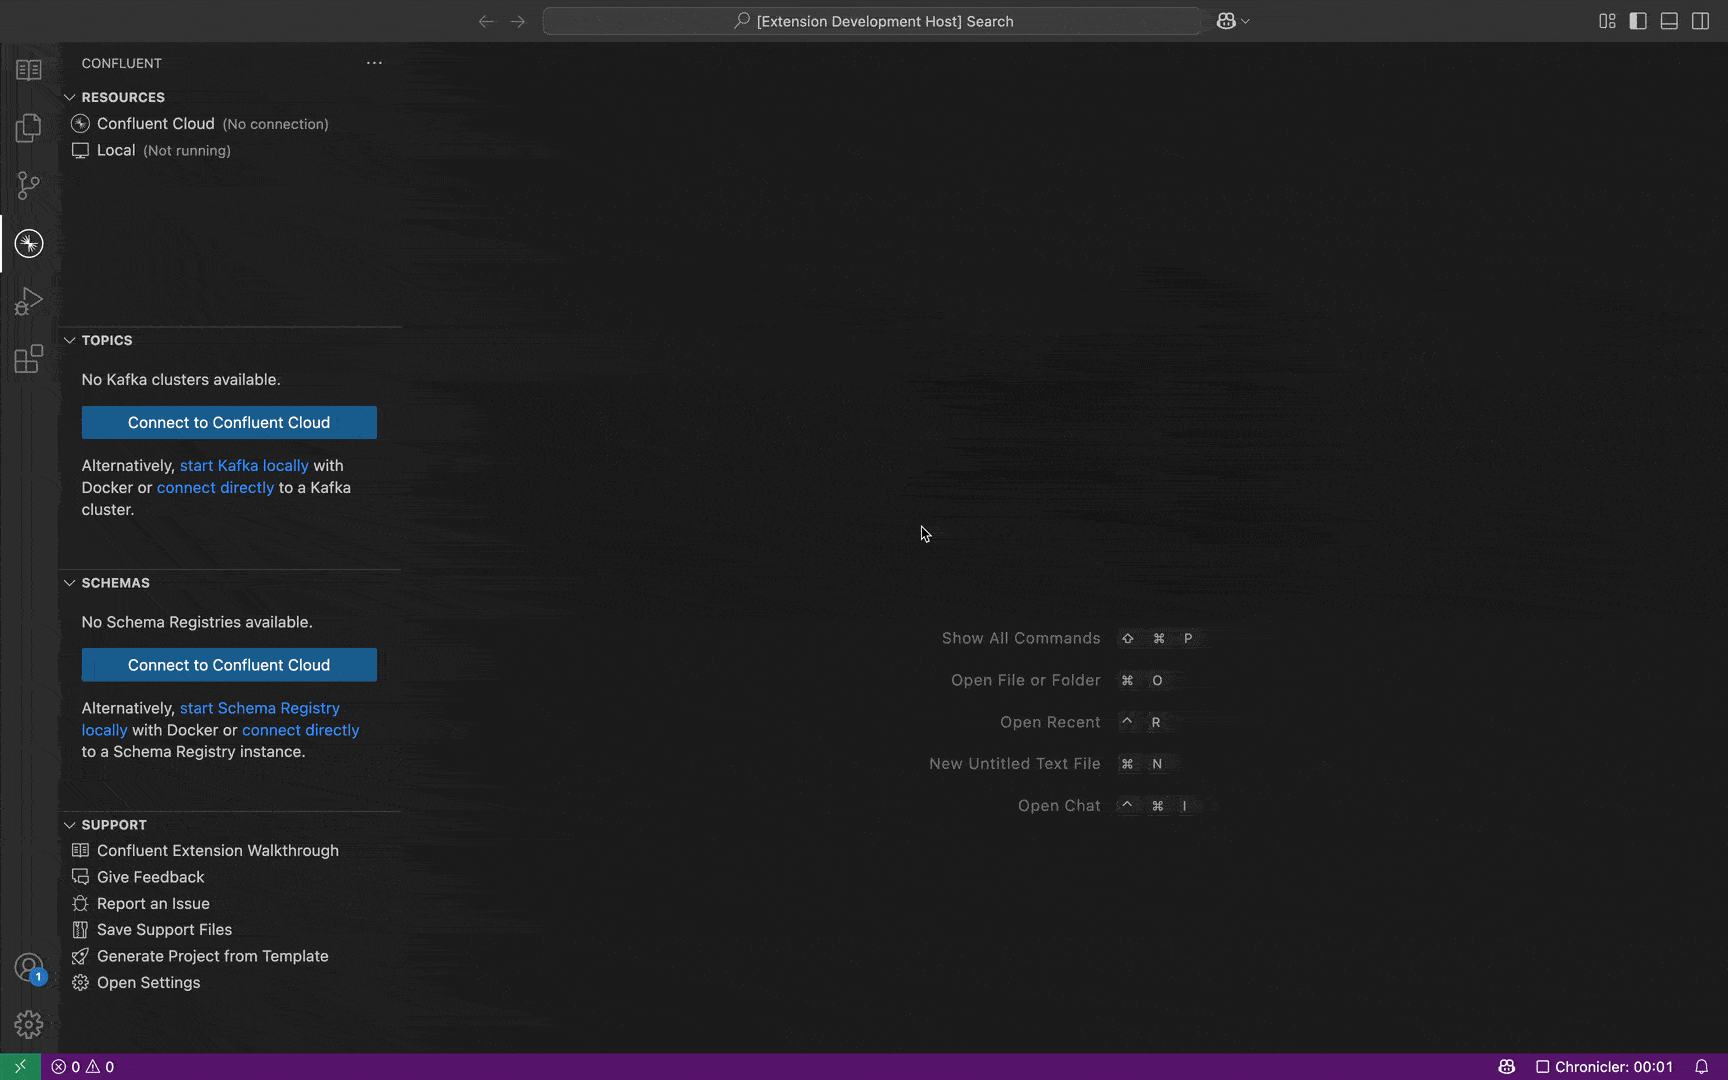 [Extension Development Host] Search
CONFLUENT
RESOURCES
Confluent Cloud (No connection)
Local (Not running)
TOPICS
No Kafka clusters available.
Connect to Confluent Cloud
Alternatively, start Kafka locally with
Docker or connect directly to a Kafka
cluster.
SCHEMAS
No Schema Registries available.
Connect to Confluent Cloud
Alternatively, start Schema Registry
locally with Docker or connect directly
to a Schema Registry instance.
SUPPORT
Confluent Extension Walkthrough
Give Feedback
Report an Issue
Save Support Files
Generate Project from Template
Open Settings
Show All Commands ⇧ ⌘ P
Open File or Folder ⌘ O
Open Recent ^ R
New Untitled Text File ⌘ N
Open Chat ^ ⌘ I
1
0 0
Chronicler: 00:01